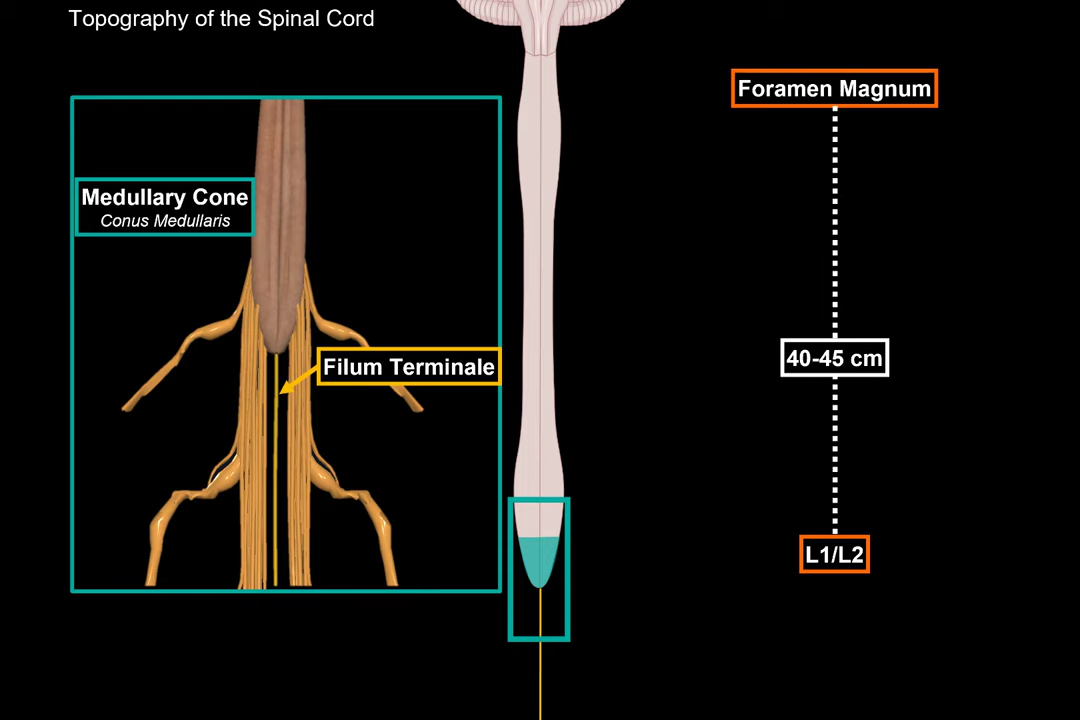 Topography of the Spinal Cord
Medullary Cone
Conus Medullaris
Filum Terminale
Foramen Magnum
40-45 cm
L1/L2